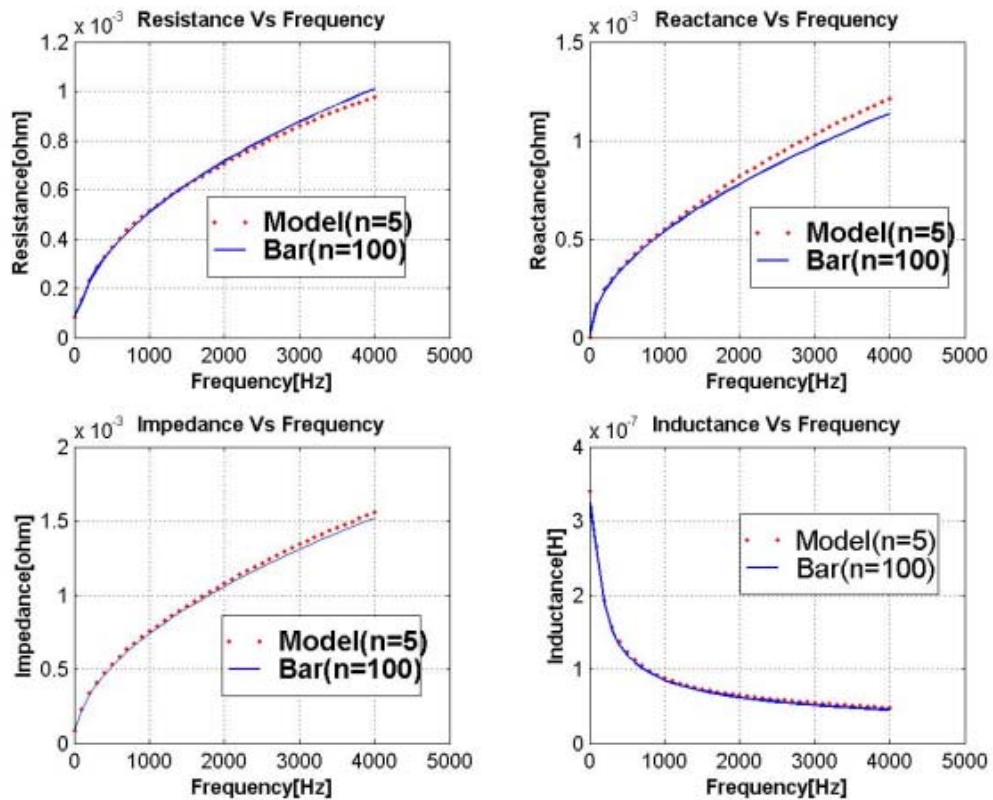 Resistance Vs Frequency
x 10^-3
1.2
1
0.8
0.6
0.4
0.2
0
Resistance[ohm]
Model(n=5)
Bar(n=100)
0 1000 2000 3000 4000 5000
Frequency[Hz]
Reactance Vs Frequency
x 10^-3
1.5
1
0.5
0
Reactance[ohm]
Model(n=5)
Bar(n=100)
0 1000 2000 3000 4000 5000
Frequency[Hz]
Impedance Vs Frequency
x 10^-3
2
1.5
1
0.5
0
Impedance[ohm]
Model(n=5)
Bar(n=100)
0 1000 2000 3000 4000 5000
Frequency[Hz]
Inductance Vs Frequency
x 10^-7
4
3
2
1
0
Inductance[H]
Model(n=5)
Bar(n=100)
0 1000 2000 3000 4000 5000
Frequency[Hz]